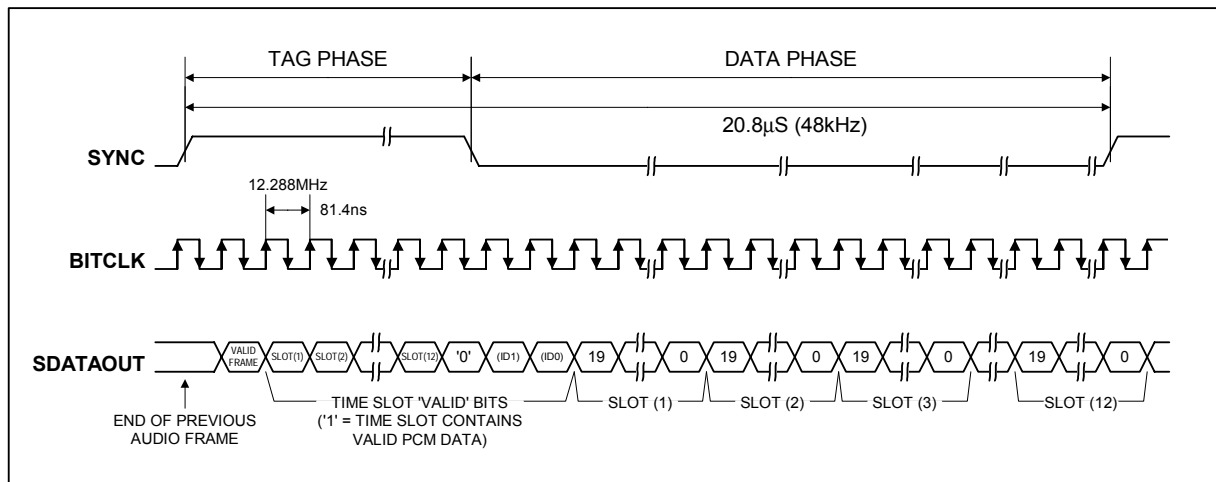 TAG PHASE
DATA PHASE
20.8µS (48kHz)
SYNC
12.288MHz
81.4ns
BITCLK
SDATAOUT
VALID
FRAME
SLOT(1)
SLOT(2)
SLOT(12)
'0'
(ID1)
(ID0)
19
0
19
0
19
0
19
0
END OF PREVIOUS
AUDIO FRAME
TIME SLOT 'VALID' BITS
('1' = TIME SLOT CONTAINS
VALID PCM DATA)
SLOT (1)
SLOT (2)
SLOT (3)
SLOT (12)